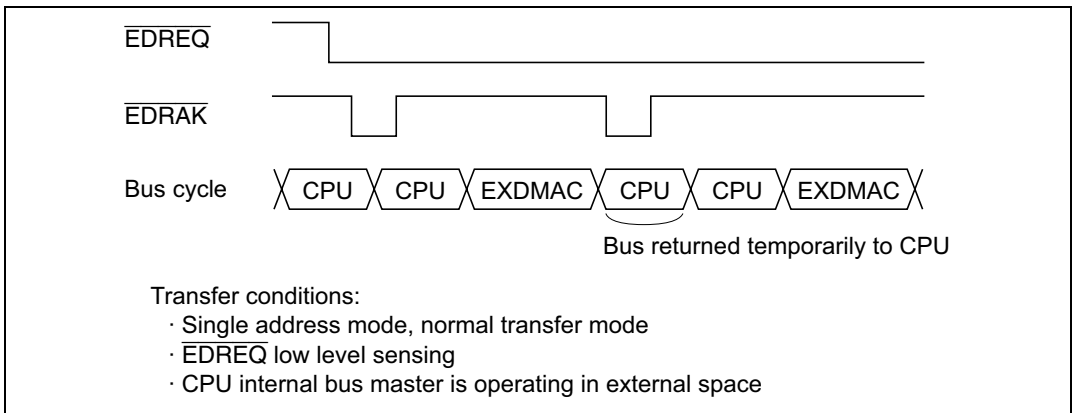 EDREQ
EDRAK
Bus cycle CPU CPU EXDMAC CPU CPU EXDMAC
Bus returned temporarily to CPU
Transfer conditions:
· Single address mode, normal transfer mode
· EDREQ low level sensing
· CPU internal bus master is operating in external space